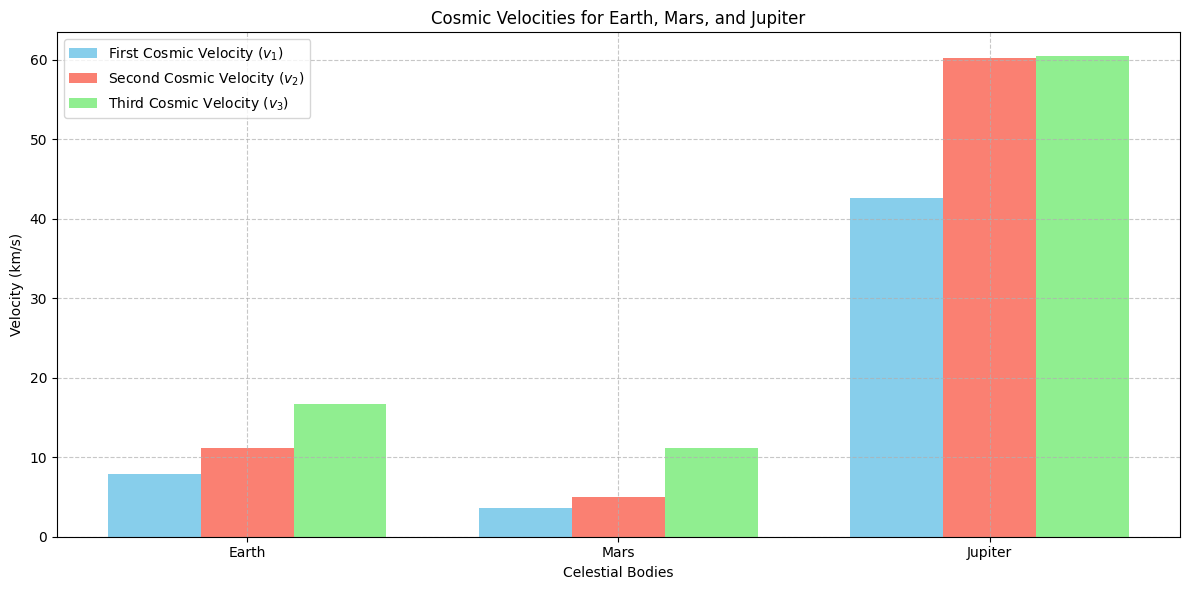 Cosmic Velocities for Earth, Mars, and Jupiter
First Cosmic Velocity (v₁)
Second Cosmic Velocity (v₂)
Third Cosmic Velocity (v₃)
Velocity (km/s)
60
50
40
30
20
10
0
Earth Mars Jupiter
Celestial Bodies